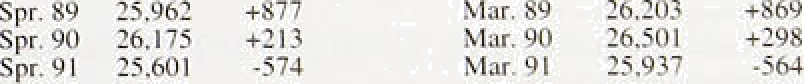 Spr. 89 25,962 +877 Mar. 89 26,203 +869
Spr. 90 26,175 +213 Mar. 90 26,501 +298
Spr. 91 25,601 -574 Mar. 91 25,937 -564